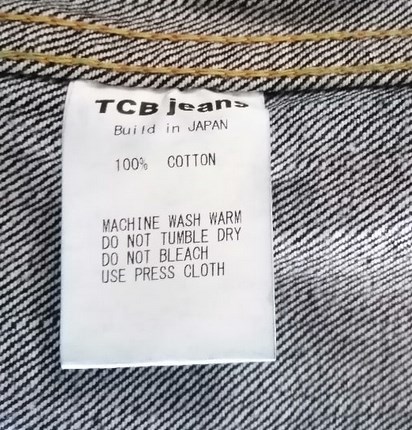 TCB jeans
Build in JAPAN
100% COTTON
MACHINE WASH WARM
DO NOT TUMBLE DRY
DO NOT BLEACH
USE PRESS CLOTH